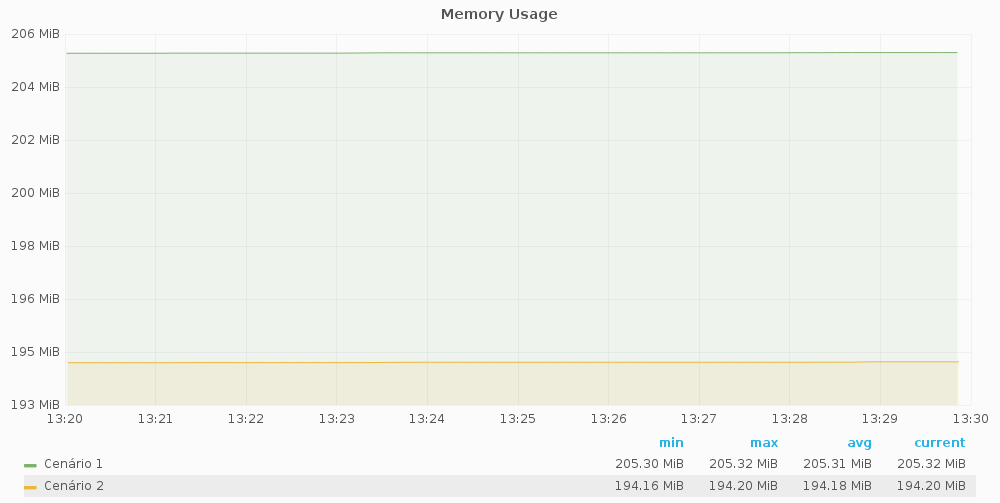 Memory Usage
206 MiB
204 MiB
202 MiB
200 MiB
198 MiB
196 MiB
195 MiB
193 MiB
13:20 13:21 13:22 13:23 13:24 13:25 13:26 13:27 13:28 13:29 13:30
min max avg current
Cenário 1 205.30 MiB 205.32 MiB 205.31 MiB 205.32 MiB
Cenário 2 194.16 MiB 194.20 MiB 194.18 MiB 194.20 MiB